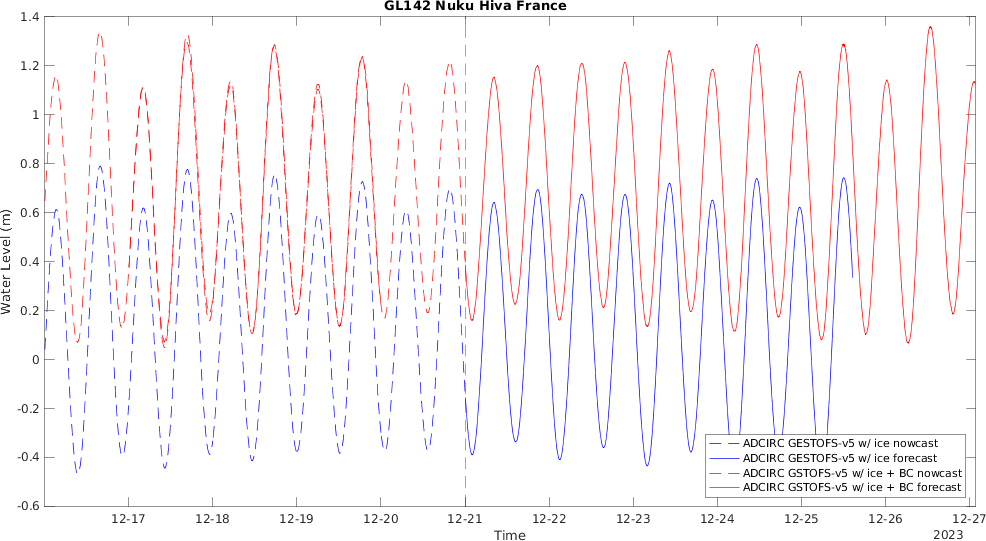 GL142 Nuku Hiva France
Water Level (m)
1.4
1.2
1
0.8
0.6
0.4
0.2
0
-0.2
-0.4
-0.6
12-17 12-18 12-19 12-20 12-21 12-22 12-23 12-24 12-25 12-26 12-27
Time
2023
ADCIRC GESTOFS-v5 w/ ice nowcast
ADCIRC GESTOFS-v5 w/ ice forecast
ADCIRC GSTOFS-v5 w/ ice + BC nowcast
ADCIRC GSTOFS-v5 w/ ice + BC forecast